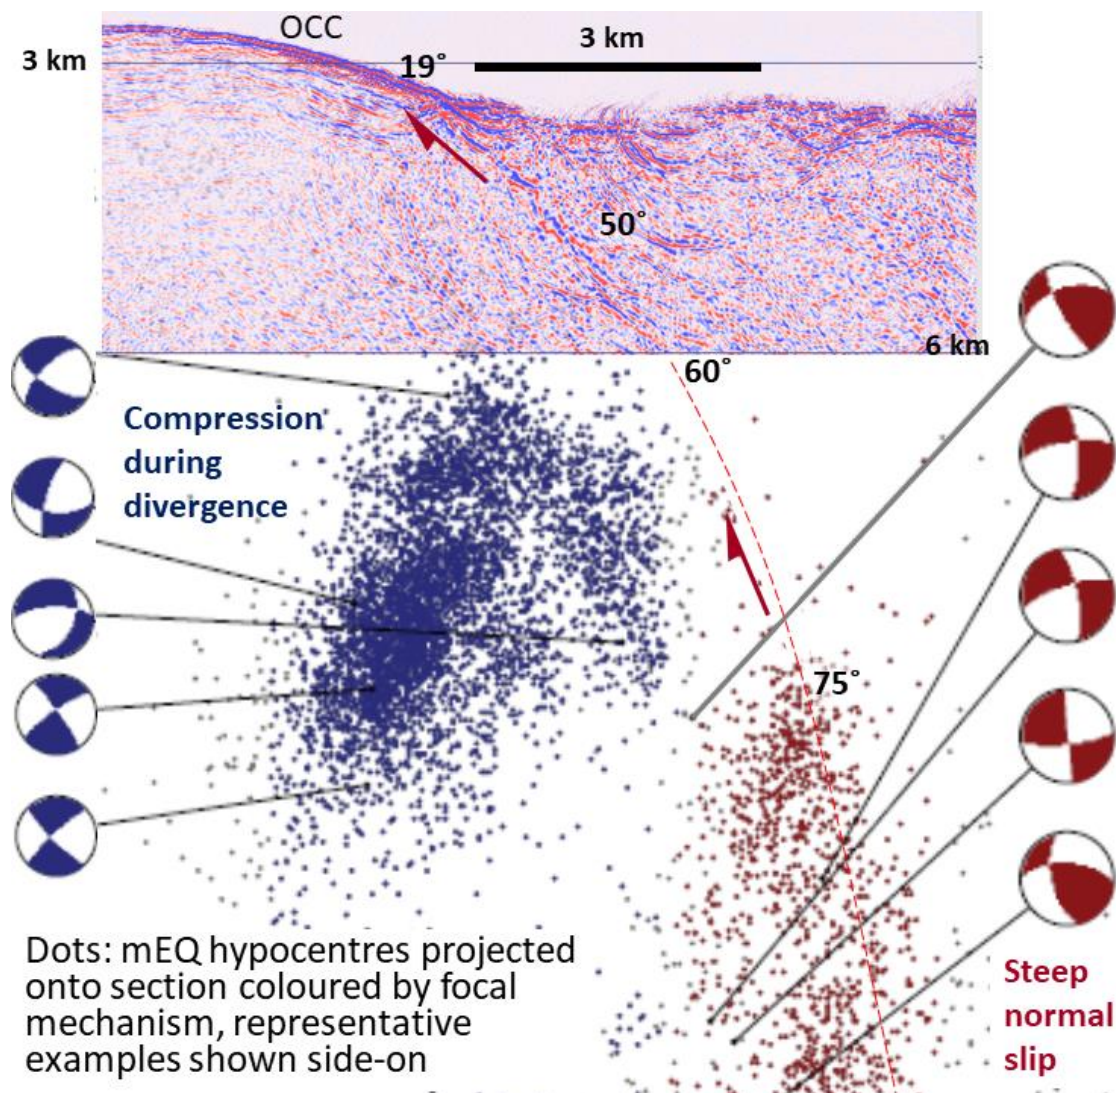 OCC
3 km
3 km
19°
50°
6 km
60°
Compression
during
divergence
75°
Dots: mEQ hypocentres projected
onto section coloured by focal
mechanism, representative
examples shown side-on
Steep
normal
slip